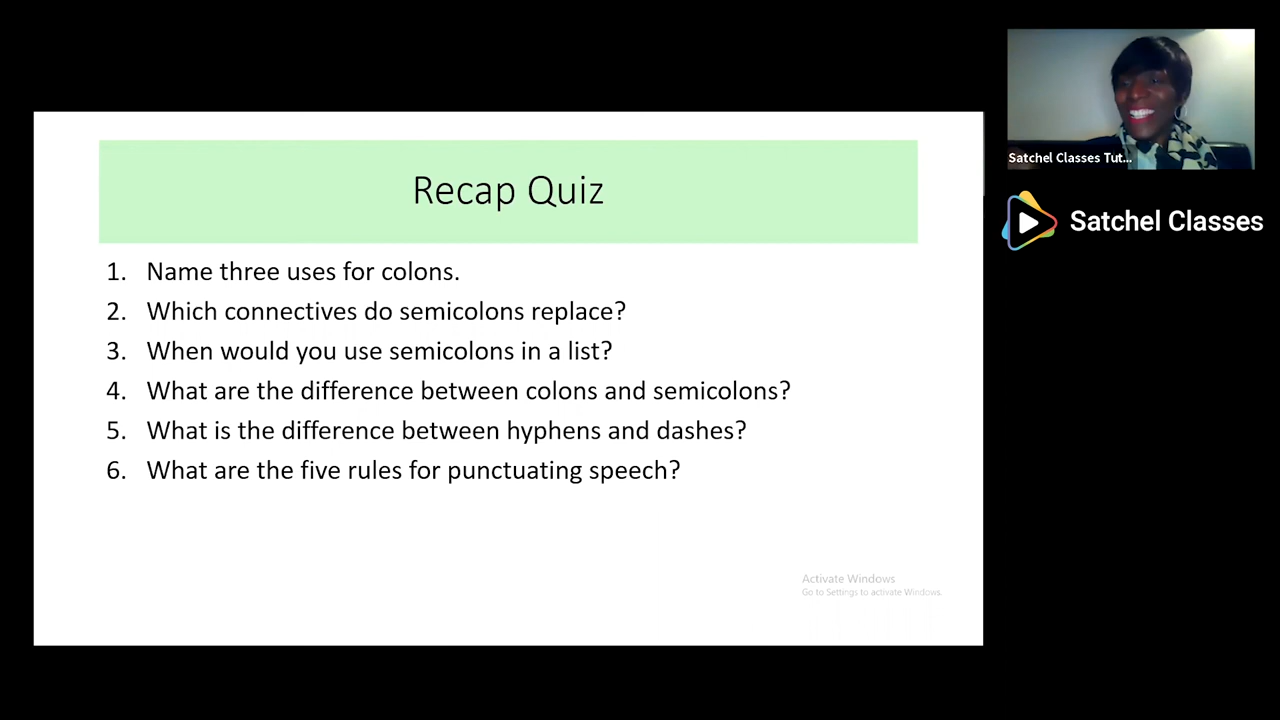 Recap Quiz
1. Name three uses for colons.
2. Which connectives do semicolons replace?
3. When would you use semicolons in a list?
4. What are the difference between colons and semicolons?
5. What is the difference between hyphens and dashes?
6. What are the five rules for punctuating speech?
Activate Windows
Go to Settings to activate Windows.
Satchel Classes Tut...
Satchel Classes